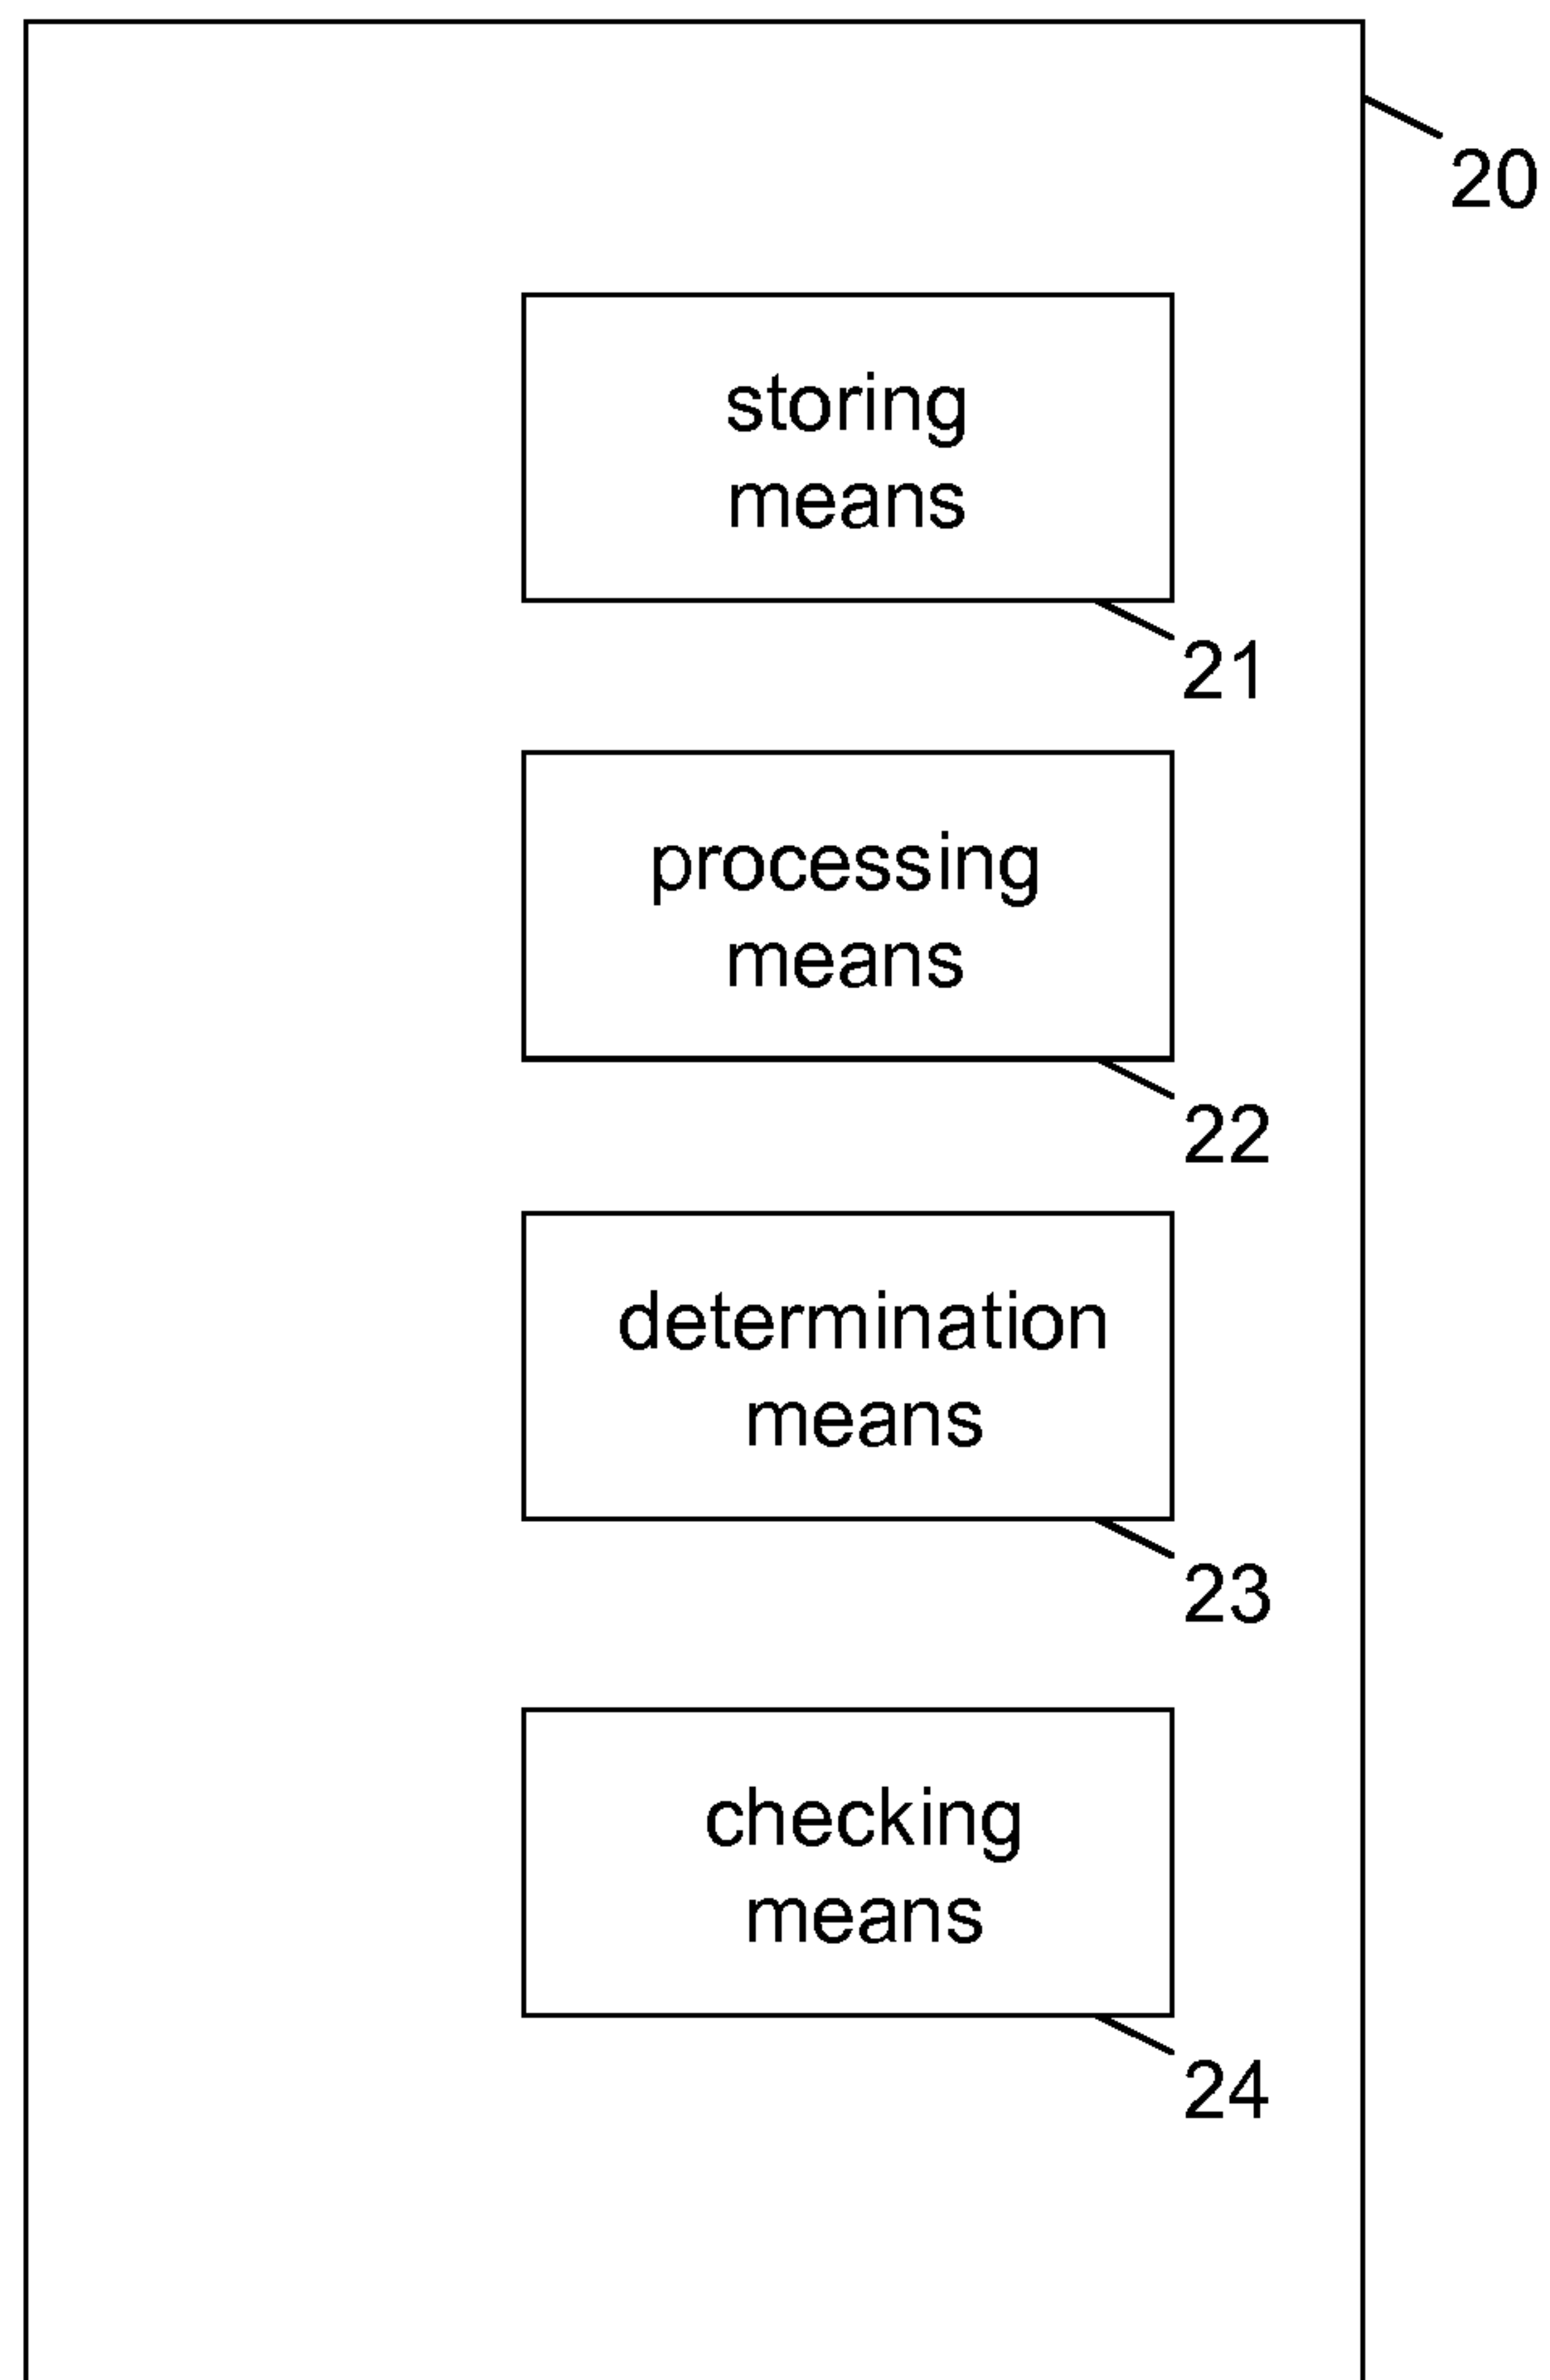 20
storing
means
21
processing
means
22
determination
means
23
checking
means
24